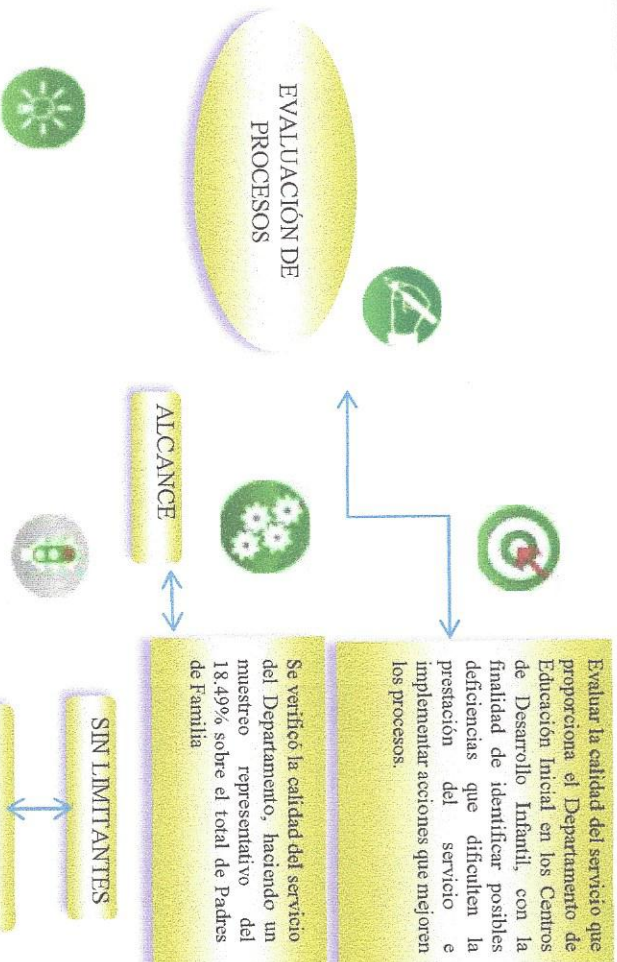 EVALUACIÓN DE
PROCESOS
Evaluar la calidad del servicio que
proporciona el Departamento de
Educación Inicial en los Centros
de Desarrollo Infantil, con la
finalidad de identificar posibles
deficiencias que dificulten la
prestación del servicio e
implementar acciones que mejoren
los procesos.
ALCANCE
Se verificó la calidad del servicio
del Departamento, haciendo un
muestreo representativo del
18.49% sobre el total de Padres
de Familia
SIN LIMITANTES